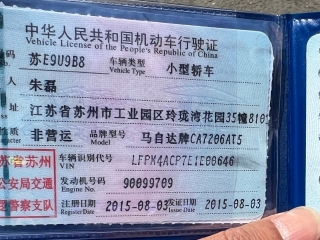 中华人民共和国机动车行驶证
Vehicle License of the People's Republic of China
号码 苏E9U9B8 车辆类型 小型轿车
Vehicle Type
朱磊
江苏省苏州市工业园区玲珑湾花园35幢810
非营运 品牌型号 马自达牌CA7206AT5
苏省苏州 车辆识别代号 LFPX4ACP7E1E00646
VIN
公安局交通 发动机号码 90099709
Engine No.
警察支队 注册日期 2015-08-03 发证日期 2015-08-03
Register Date Issue Date